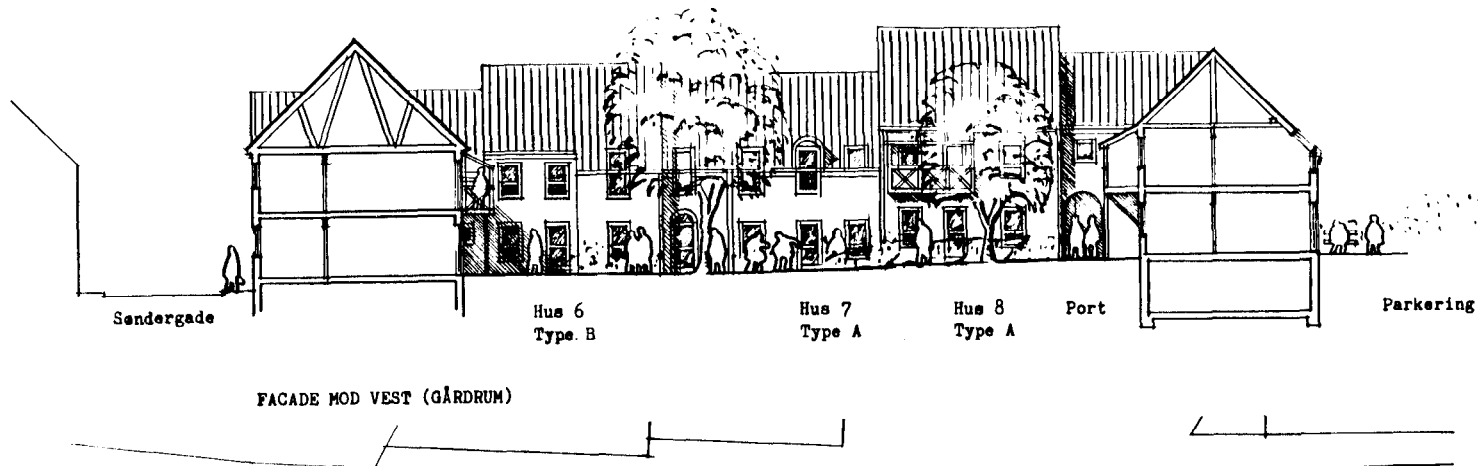 Søndergade
Hus 6
Type B
Hus 7
Type A
Hus 8
Type A
Port
Parkering
FACADE MOD VEST (GÅRDRUM)